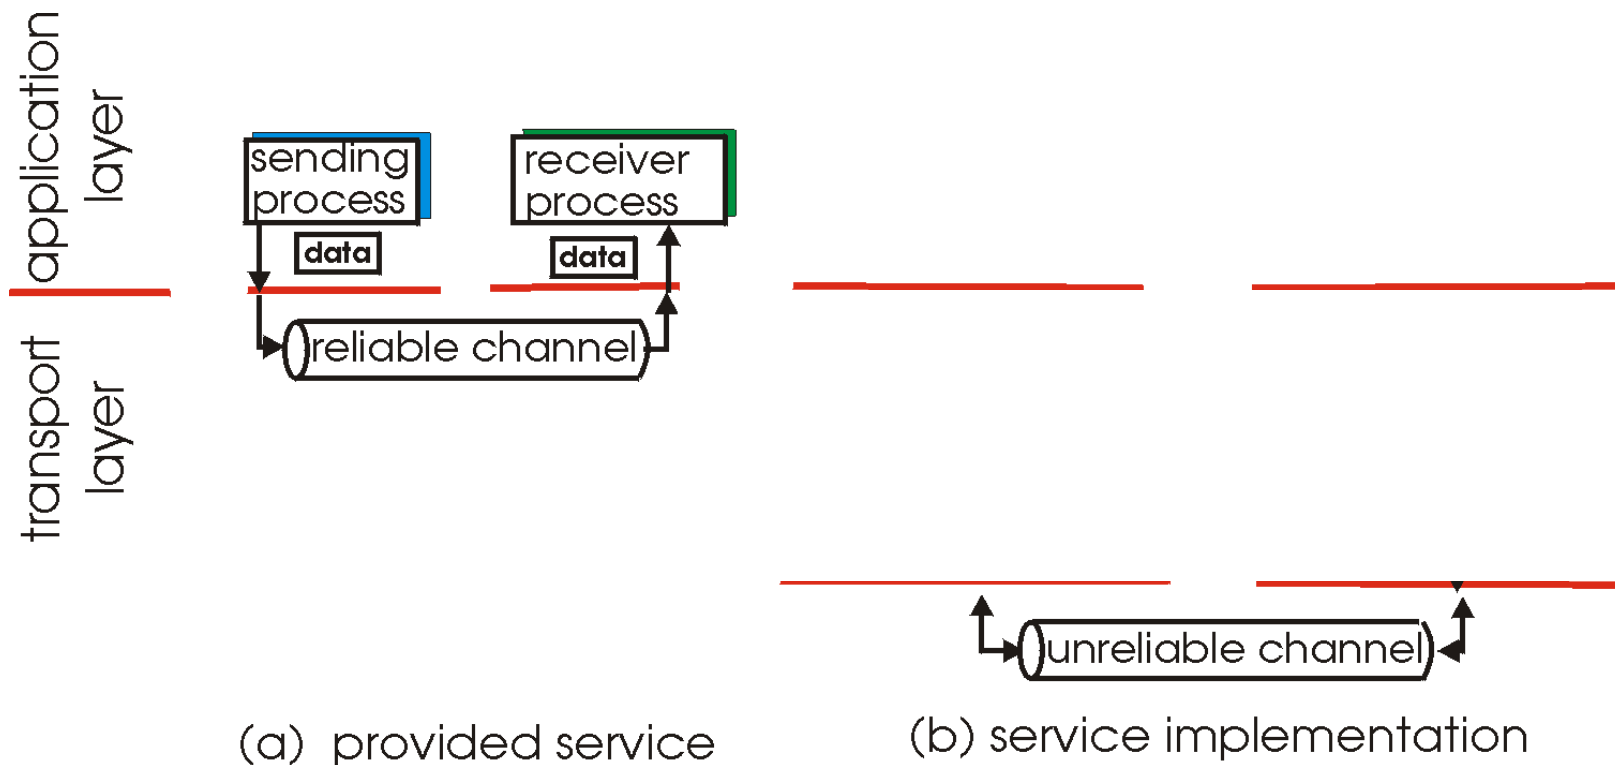 application
layer
transport
layer
sending
process
receiver
process
data
data
reliable channel
unreliable channel
(a) provided service
(b) service implementation